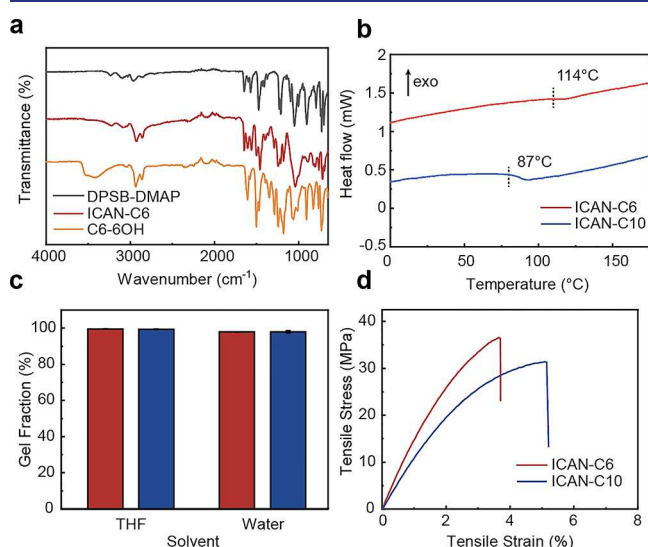 a
Transmittance (%)
DPSB-DMAP
ICAN-C6
C6-6OH
4000 3000 2000 1000
Wavenumber (cm-1)
b
Heat flow (mW)
2
1.5
1
0.5
0
-0.5
exo
114°C
87°C
ICAN-C6
ICAN-C10
0 50 100 150
Temperature (°C)
c
Gel Fraction (%)
100
80
60
40
20
0
THF Water
Solvent
d
Tensile Stress (MPa)
40
30
20
10
0
ICAN-C6
ICAN-C10
0 2 4 6 8
Tensile Strain (%)